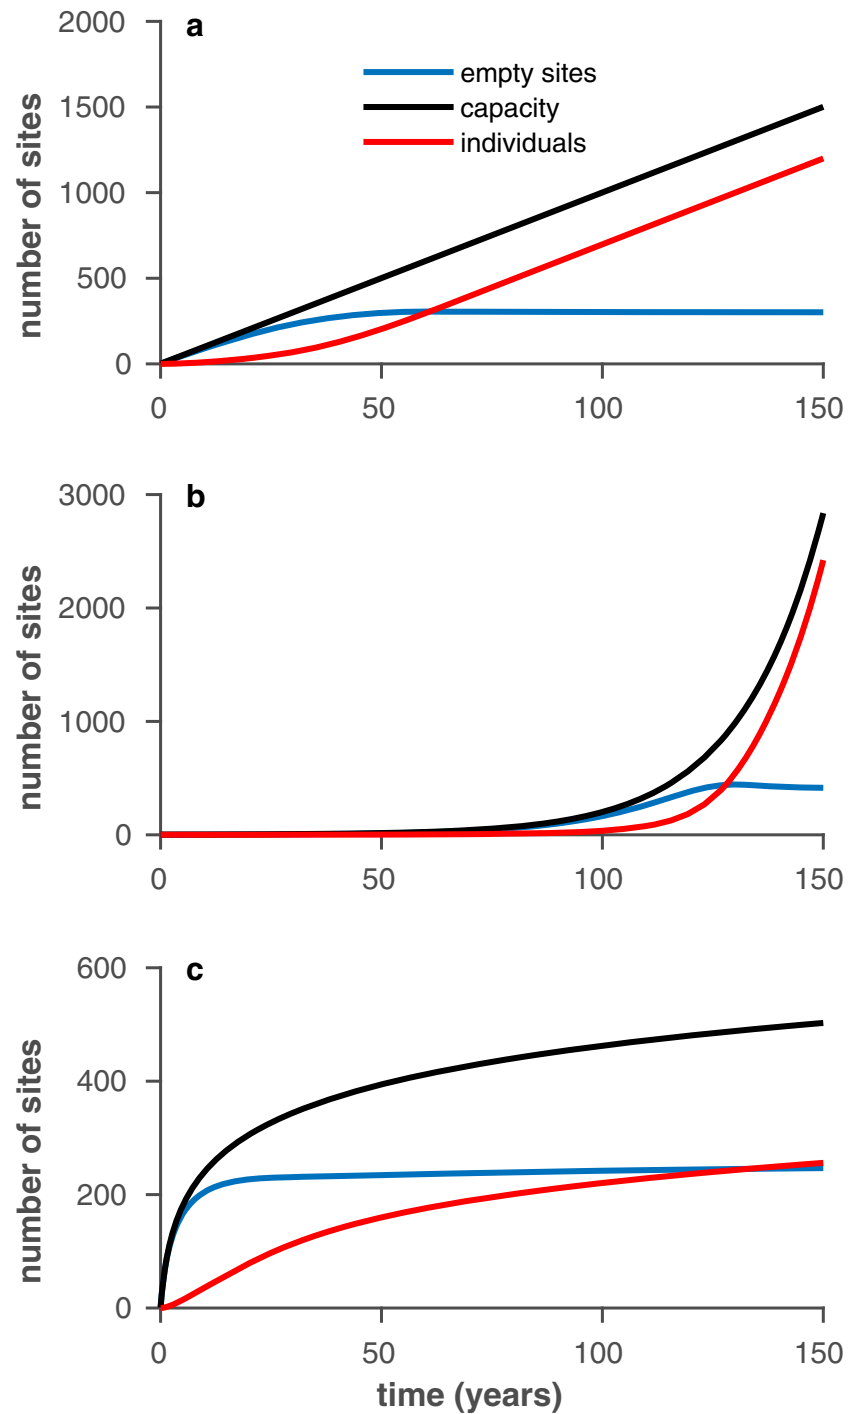 a
2000
1500
1000
500
0
number of sites
empty sites
capacity
individuals
0 50 100 150
b
3000
2000
1000
0
number of sites
0 50 100 150
c
600
400
200
0
number of sites
0 50 100 150
time (years)